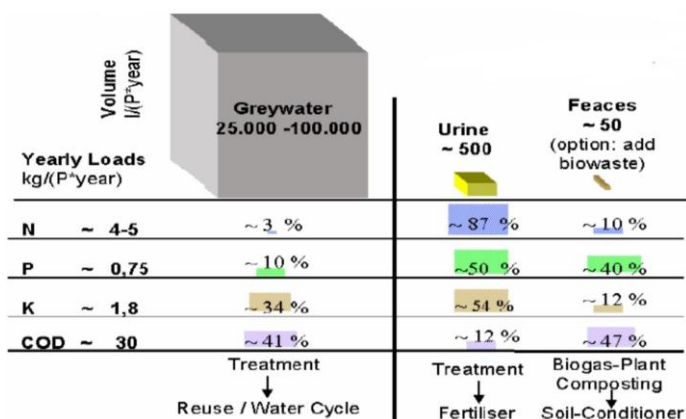 Volume
l/(P*year)
Greywater
25.000 -100.000
Urine
~ 500
Feaces
~ 50
(option: add
biowaste)
Yearly Loads
kg/(P*year)
N ~ 4-5 ~ 3 % ~ 87 % ~ 10 %
P ~ 0,75 ~ 10 % ~50 % ~ 40 %
K ~ 1,8 ~ 34 % ~ 54 % ~ 12 %
COD ~ 30 ~ 41 % ~ 12 % ~ 47 %
Treatment
Reuse / Water Cycle
Treatment
Fertiliser
Biogas-Plant
Composting
Soil-Conditioner